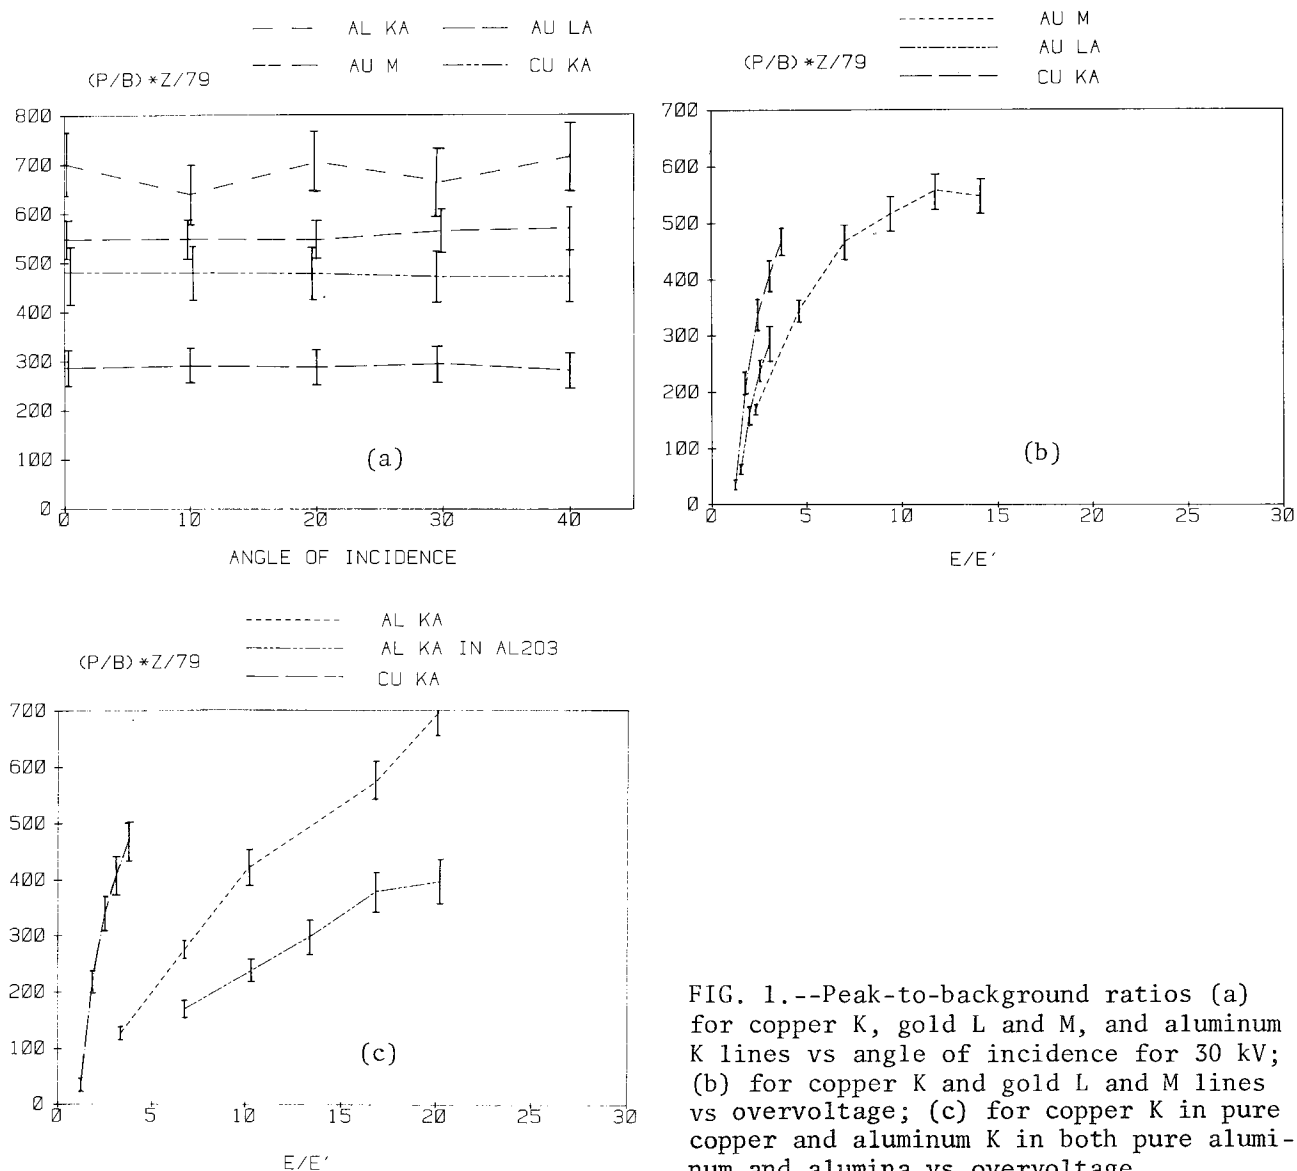 AL KA AU LA
AU M CU KA
(P/B)*Z/79
800
700
600
500
400
300
200
100
0
0 10 20 30 40
(a)
ANGLE OF INCIDENCE
AU M
AU LA
CU KA
(P/B)*Z/79
700
600
500
400
300
200
100
0
0 5 10 15 20 25 30
(b)
E/E'
AL KA
AL KA IN AL2O3
CU KA
(P/B)*Z/79
700
600
500
400
300
200
100
0
0 5 10 15 20 25 30
(c)
E/E'
FIG. 1.--Peak-to-background ratios (a)
for copper K, gold L and M, and aluminum
K lines vs angle of incidence for 30 kV;
(b) for copper K and gold L and M lines
vs overvoltage; (c) for copper K in pure
copper and aluminum K in both pure alumi-
num and alumina vs overvoltage